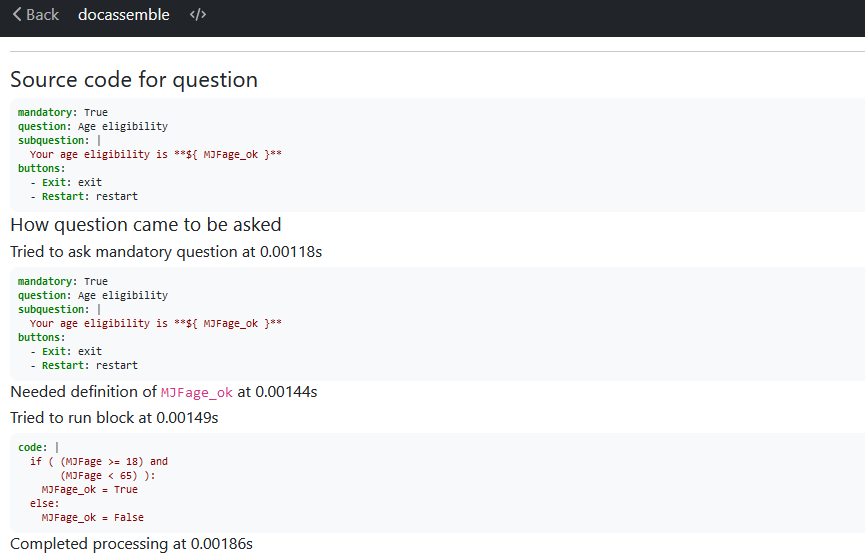 Back docassemble </>
Source code for question
mandatory: True
question: Age eligibility
subquestion: |
  Your age eligibility is **${ MJFage_ok }**
buttons:
  - Exit: exit
  - Restart: restart
How question came to be asked
Tried to ask mandatory question at 0.00118s
mandatory: True
question: Age eligibility
subquestion: |
  Your age eligibility is **${ MJFage_ok }**
buttons:
  - Exit: exit
  - Restart: restart
Needed definition of MJFage_ok at 0.00144s
Tried to run block at 0.00149s
code: |
  if ( (MJFage >= 18) and
       (MJFage < 65) ):
    MJFage_ok = True
  else:
    MJFage_ok = False
Completed processing at 0.00186s